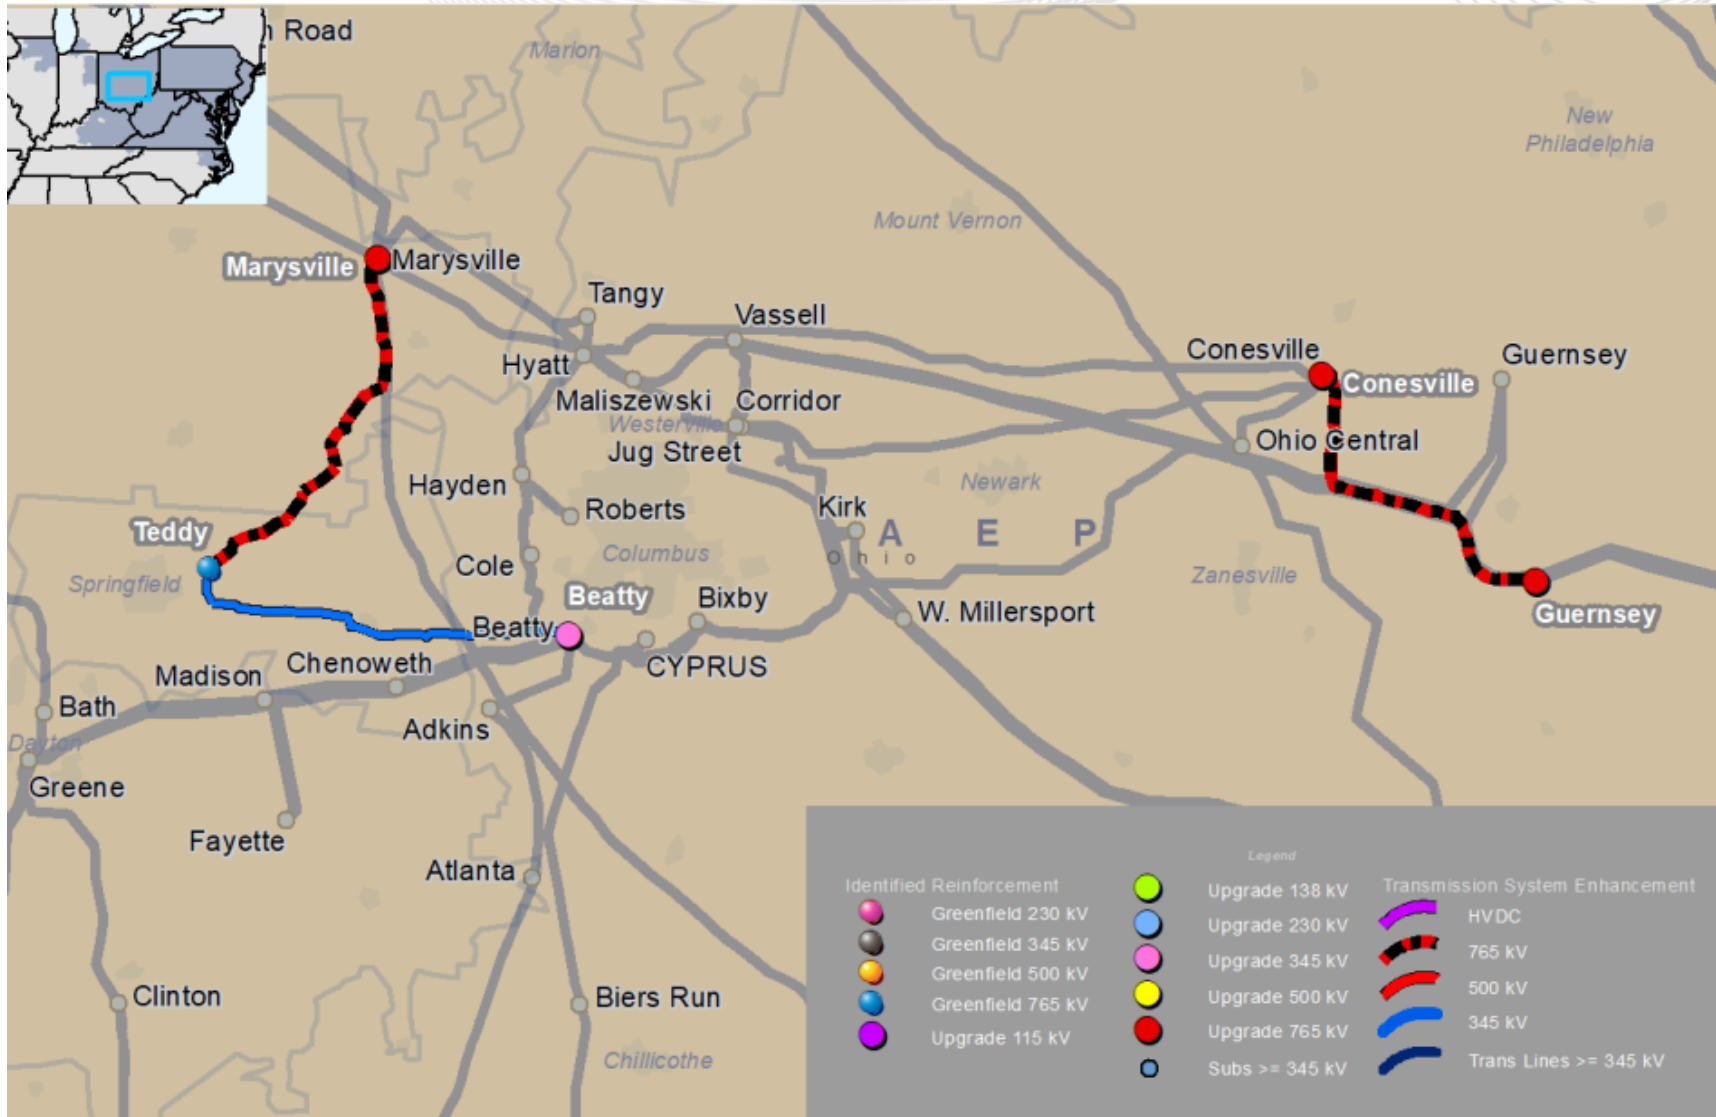 n Road
Marion
New
Philadelphia
Mount Vernon
Marysville
Marysville
Tangy
Vassell
Hyatt
Conesville
Guernsey
Conesville
Maliszewski
Corridor
Westerville
Jug Street
Ohio Central
Hayden
Newark
Roberts
Kirk
Teddy
A E P
Ohio
Columbus
Cole
Springfield
Zanesville
Beatty
Bixby
Beatty
W. Millersport
Guernsey
Chenoweth
CYPRUS
Madison
Bath
Adkins
Dayton
Greene
Fayette
Atlanta
Clinton
Biers Run
Chillicothe
Legend
Identified Reinforcement
Greenfield 230 kV
Greenfield 345 kV
Greenfield 500 kV
Greenfield 765 kV
Upgrade 115 kV
Upgrade 138 kV
Upgrade 230 kV
Upgrade 345 kV
Upgrade 500 kV
Upgrade 765 kV
Subs >= 345 kV
Transmission System Enhancement
HVDC
765 kV
500 kV
345 kV
Trans Lines >= 345 kV